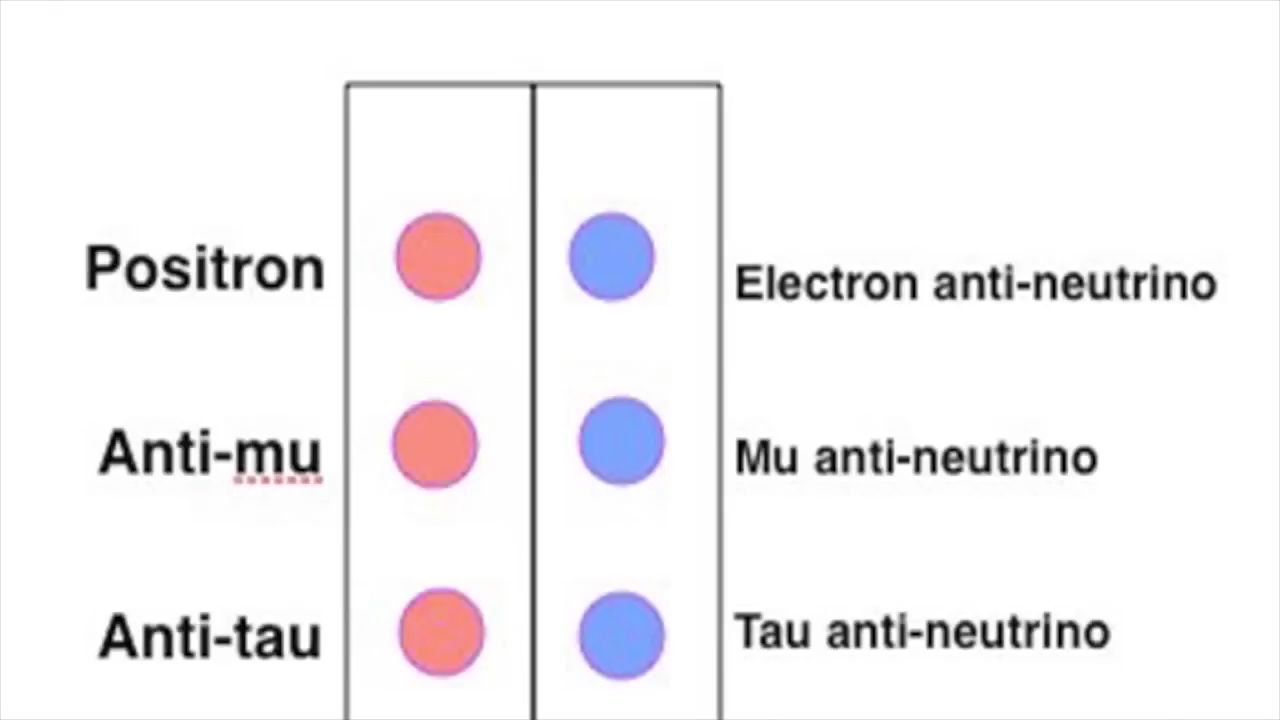 Positron
Electron anti-neutrino
Anti-mu
Mu anti-neutrino
Anti-tau
Tau anti-neutrino